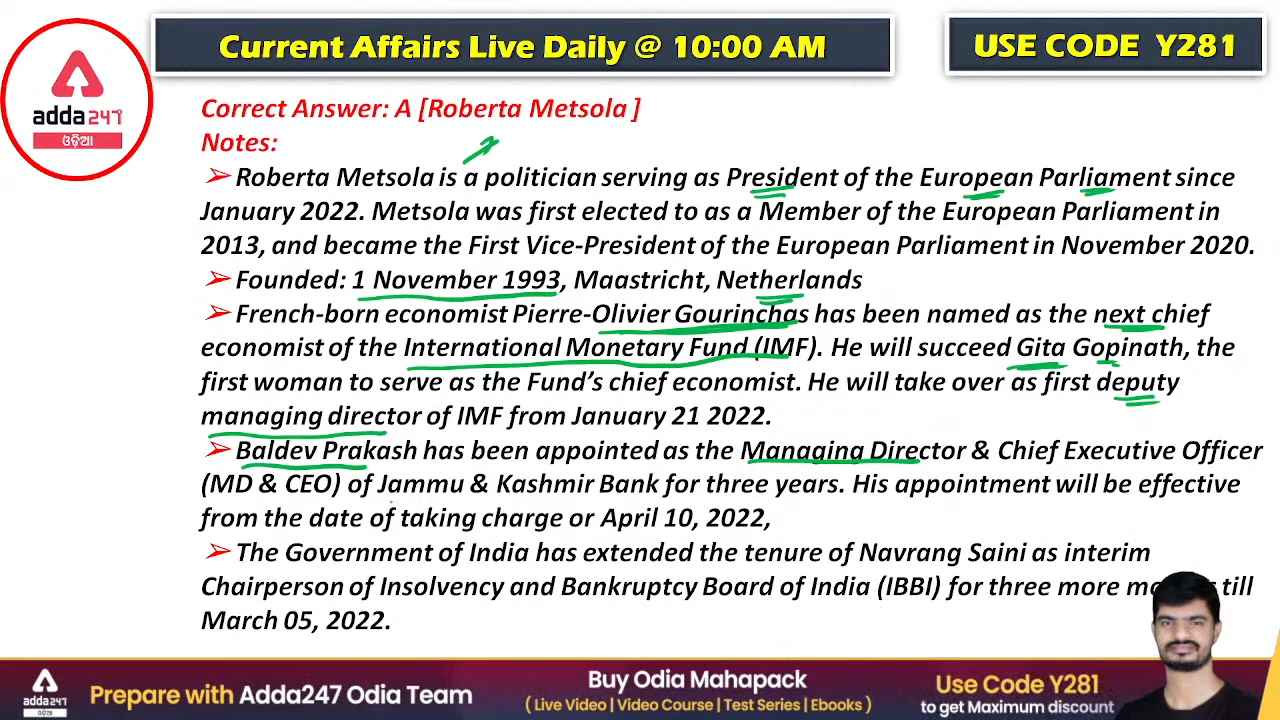 Current Affairs Live Daily @ 10:00 AM
USE CODE Y281
adda247
ଓଡ଼ିଆ
Correct Answer: A [Roberta Metsola ]
Notes:
➢ Roberta Metsola is a politician serving as President of the European Parliament since
January 2022. Metsola was first elected to as a Member of the European Parliament in
2013, and became the First Vice-President of the European Parliament in November 2020.
➢ Founded: 1 November 1993, Maastricht, Netherlands
➢ French-born economist Pierre-Olivier Gourinchas has been named as the next chief
economist of the International Monetary Fund (IMF). He will succeed Gita Gopinath, the
first woman to serve as the Fund’s chief economist. He will take over as first deputy
managing director of IMF from January 21 2022.
➢ Baldev Prakash has been appointed as the Managing Director & Chief Executive Officer
(MD & CEO) of Jammu & Kashmir Bank for three years. His appointment will be effective
from the date of taking charge or April 10, 2022,
➢ The Government of India has extended the tenure of Navrang Saini as interim
Chairperson of Insolvency and Bankruptcy Board of India (IBBI) for three more till
March 05, 2022.
adda247
ଓଡ଼ିଆ
Prepare with Adda247 Odia Team
Buy Odia Mahapack
( Live Video | Video Course | Test Series | Ebooks )
Use Code Y281
to get Maximum discount